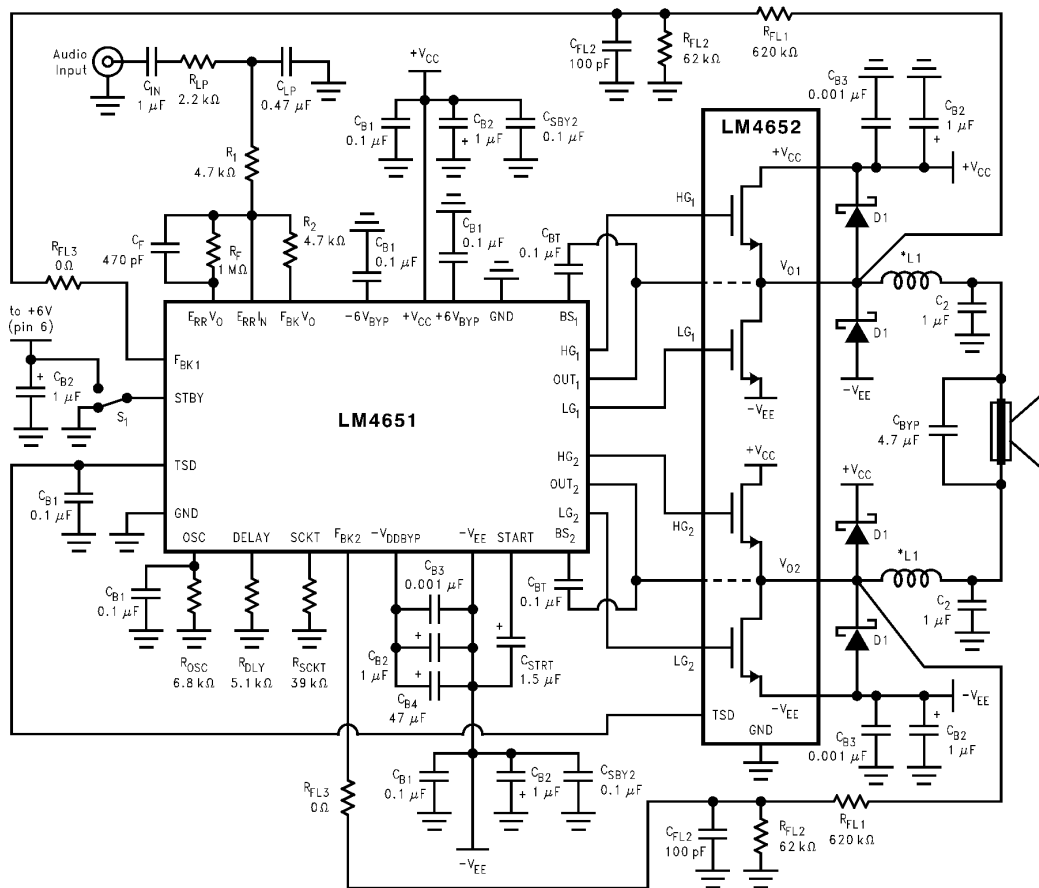 C_FL2
100 pF
R_FL2
62 kΩ
R_FL1
620 kΩ
Audio
Input
C_IN
1 μF
R_LP
2.2 kΩ
C_LP
0.47 μF
+V_CC
C_B1
0.1 μF
C_B2
1 μF
+
C_SBY2
0.1 μF
C_B3
0.001 μF
C_B2
1 μF
+
LM4652
+V_CC
+V_CC
R_1
4.7 kΩ
HG_1
D1
C_F
470 pF
R_F
1 MΩ
R_2
4.7 kΩ
C_B1
0.1 μF
C_B1
0.1 μF
C_BT
0.1 μF
R_FL3
0Ω
V_O1
*L1
C_2
1 μF
to +6V
(pin 6)
E_RR V_O
E_RR I_N
F_BK V_O
-6V_BYP
+V_CC
+6V_BYP
GND
BS_1
F_BK1
HG_1
LG_1
D1
-V_EE
+
C_B2
1 μF
S_1
STBY
OUT_1
LG_1
-V_EE
LM4651
C_BYP
4.7 μF
TSD
HG_2
+V_CC
+V_CC
C_B1
0.1 μF
OUT_2
GND
LG_2
HG_2
D1
OSC
DELAY
SCKT
F_BK2
-V_DDBYP
-V_EE
START
BS_2
C_B1
0.1 μF
C_B3
0.001 μF
C_BT
0.1 μF
V_O2
*L1
C_2
1 μF
+
C_B2
1 μF
+
C_STRT
1.5 μF
D1
R_OSC
6.8 kΩ
R_DLY
5.1 kΩ
R_SCKT
39 kΩ
+
C_B4
47 μF
LG_2
-V_EE
-V_EE
TSD
GND
C_B3
0.001 μF
+
C_B2
1 μF
R_FL3
0Ω
C_B1
0.1 μF
C_B2
1 μF
+
C_SBY2
0.1 μF
-V_EE
C_FL2
100 pF
R_FL2
62 kΩ
R_FL1
620 kΩ